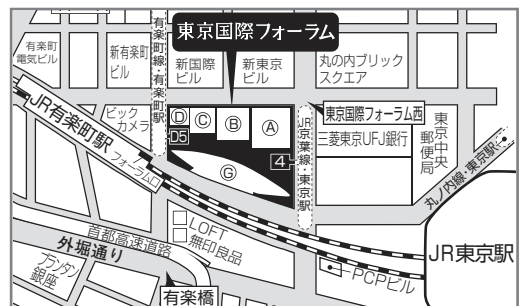 東京国際フォーラム
有楽町
電気ビル
新有楽町
ビル
有楽町線・有楽町駅
新国際
ビル
新東京
ビル
丸の内ブリック
スクエア
JR有楽町駅
フォーラム口
ビック
カメラ
D
C
B
A
D5
G
4
JR京葉線・東京駅
東京国際フォーラム西
三菱東京UFJ銀行
東京中央
郵便局
丸ノ内線・東京駅
首都高速道路
外堀通り
プランタン
銀座
LOFT
無印良品
有楽橋
PCPビル
JR東京駅